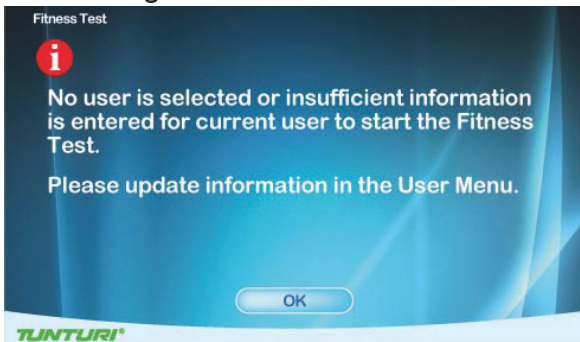 Fitness Test
i
No user is selected or insufficient information
is entered for current user to start the Fitness
Test.
Please update information in the User Menu.
OK
TUNTURI®